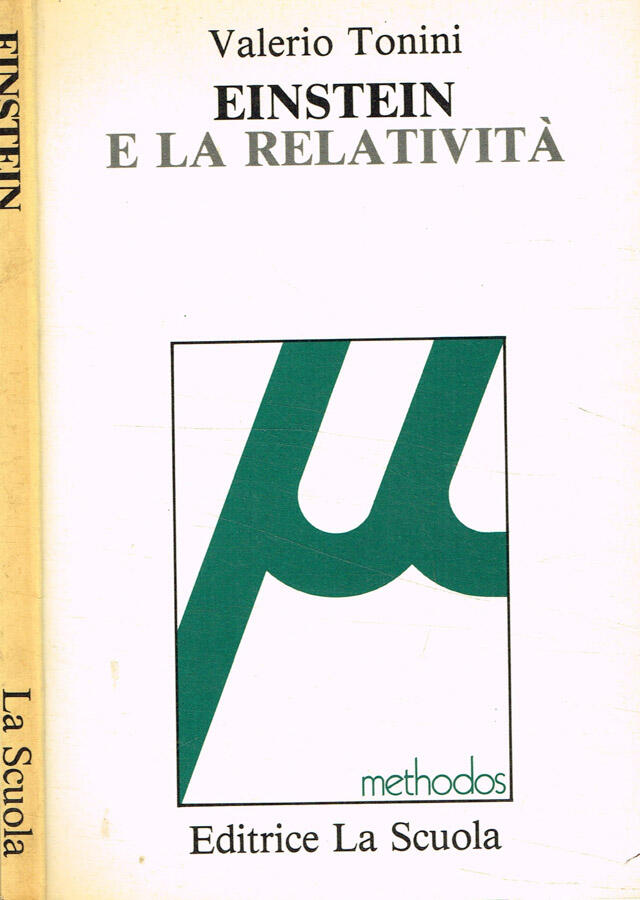 Valerio Tonini
EINSTEIN
E LA RELATIVITÀ
μ
methodos
Editrice La Scuola
EINSTEIN
La Scuola